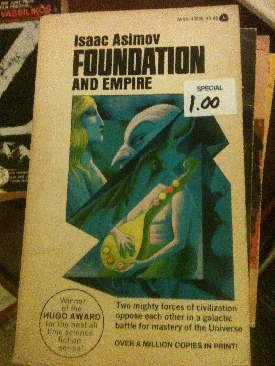 VASBILIKOS
Isaac Asimov
FOUNDATION
AND EMPIRE
SPECIAL
1.00
Winner
of the
HUGO AWARD
for the best all
time science
fiction
series!
Two mighty forces of civilization
oppose each other in a galactic
battle for mastery of the Universe
OVER A MILLION COPIES IN PRINT!